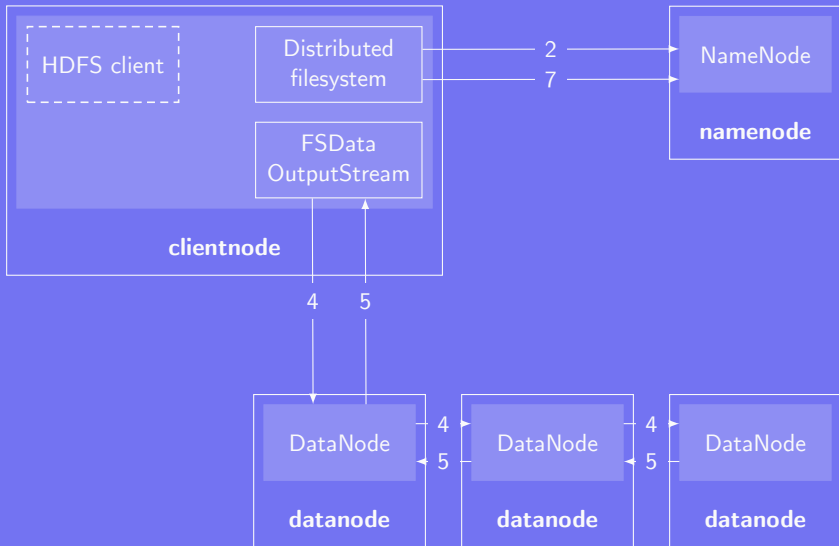 HDFS client
Distributed
filesystem
2
7
NameNode
namenode
FSData
OutputStream
clientnode
4
5
DataNode
4
5
DataNode
4
5
DataNode
datanode
datanode
datanode